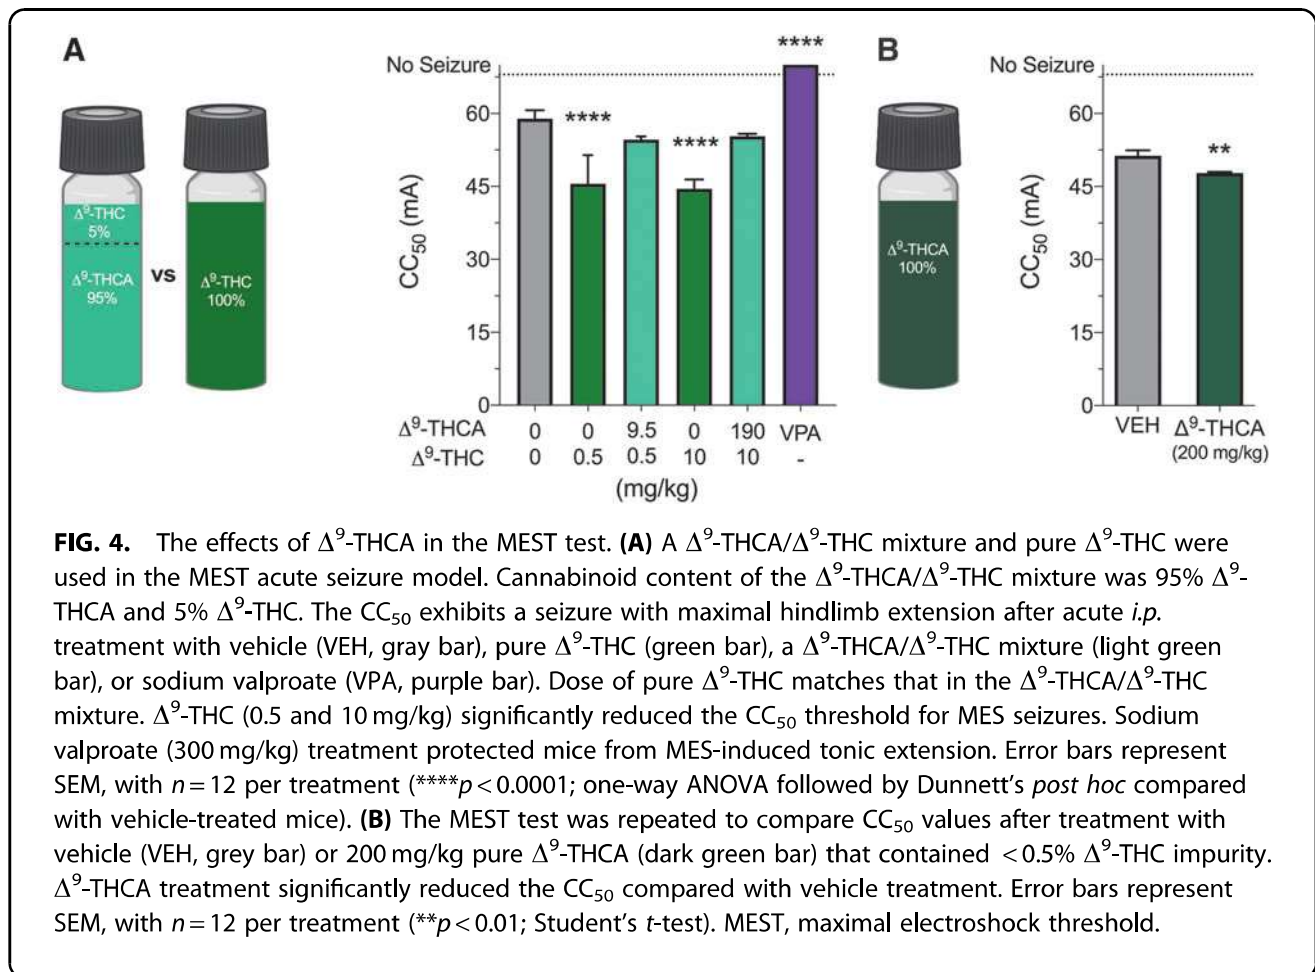 A
Δ⁹-THC
5%
Δ⁹-THCA
95%
vs
Δ⁹-THC
100%
No Seizure
60
45
30
15
0
CC₅₀ (mA)
****
****
****
Δ⁹-THCA 0 0 9.5 0 190 VPA
Δ⁹-THC 0 0.5 0.5 10 10 -
(mg/kg)
B
Δ⁹-THCA
100%
No Seizure
60
45
30
15
0
CC₅₀ (mA)
**
VEH Δ⁹-THCA
(200 mg/kg)
FIG. 4. The effects of Δ⁹-THCA in the MEST test. (A) A Δ⁹-THCA/Δ⁹-THC mixture and pure Δ⁹-THC were
used in the MEST acute seizure model. Cannabinoid content of the Δ⁹-THCA/Δ⁹-THC mixture was 95% Δ⁹-
THCA and 5% Δ⁹-THC. The CC₅₀ exhibits a seizure with maximal hindlimb extension after acute i.p.
treatment with vehicle (VEH, gray bar), pure Δ⁹-THC (green bar), a Δ⁹-THCA/Δ⁹-THC mixture (light green
bar), or sodium valproate (VPA, purple bar). Dose of pure Δ⁹-THC matches that in the Δ⁹-THCA/Δ⁹-THC
mixture. Δ⁹-THC (0.5 and 10 mg/kg) significantly reduced the CC₅₀ threshold for MES seizures. Sodium
valproate (300 mg/kg) treatment protected mice from MES-induced tonic extension. Error bars represent
SEM, with n = 12 per treatment (****p < 0.0001; one-way ANOVA followed by Dunnett's post hoc compared
with vehicle-treated mice). (B) The MEST test was repeated to compare CC₅₀ values after treatment with
vehicle (VEH, grey bar) or 200 mg/kg pure Δ⁹-THCA (dark green bar) that contained <0.5% Δ⁹-THC impurity.
Δ⁹-THCA treatment significantly reduced the CC₅₀ compared with vehicle treatment. Error bars represent
SEM, with n = 12 per treatment (**p < 0.01; Student's t-test). MEST, maximal electroshock threshold.